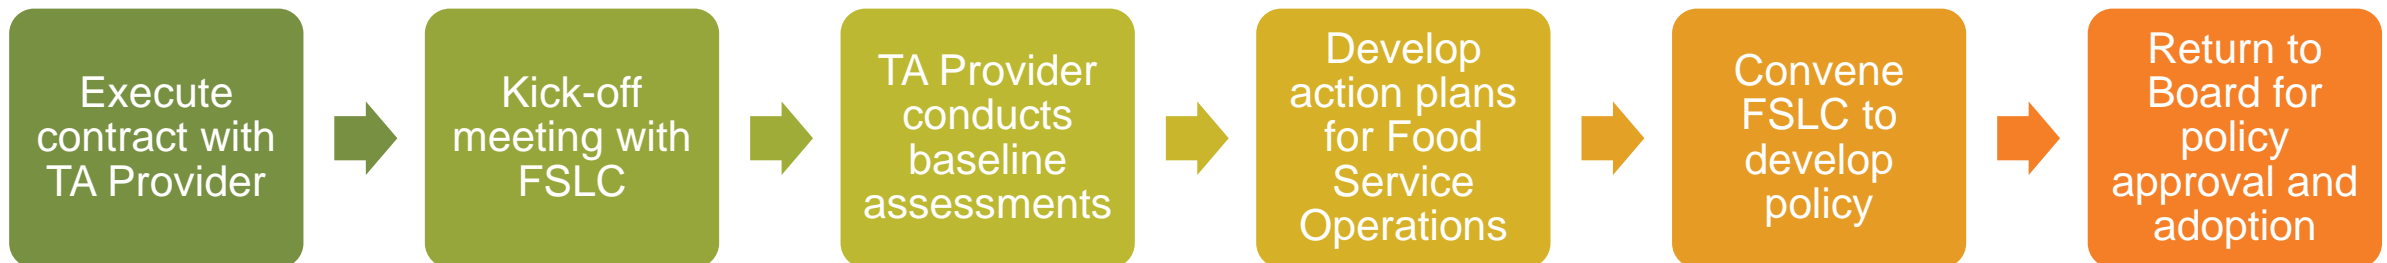 Execute
contract with
TA Provider
Kick-off
meeting with
FSLC
TA Provider
conducts
baseline
assessments
Develop
action plans
for Food
Service
Operations
Convene
FSLC to
develop
policy
Return to
Board for
policy
approval and
adoption